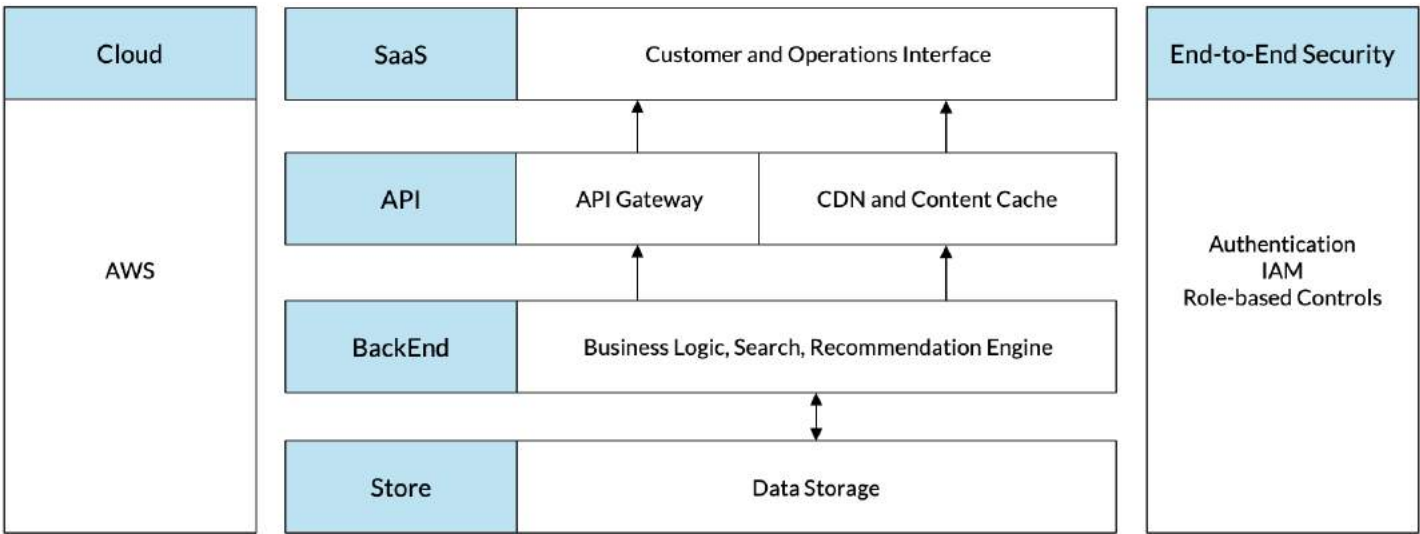 Cloud
AWS
SaaS
Customer and Operations Interface
API
API Gateway
CDN and Content Cache
BackEnd
Business Logic, Search, Recommendation Engine
Store
Data Storage
End-to-End Security
Authentication
IAM
Role-based Controls